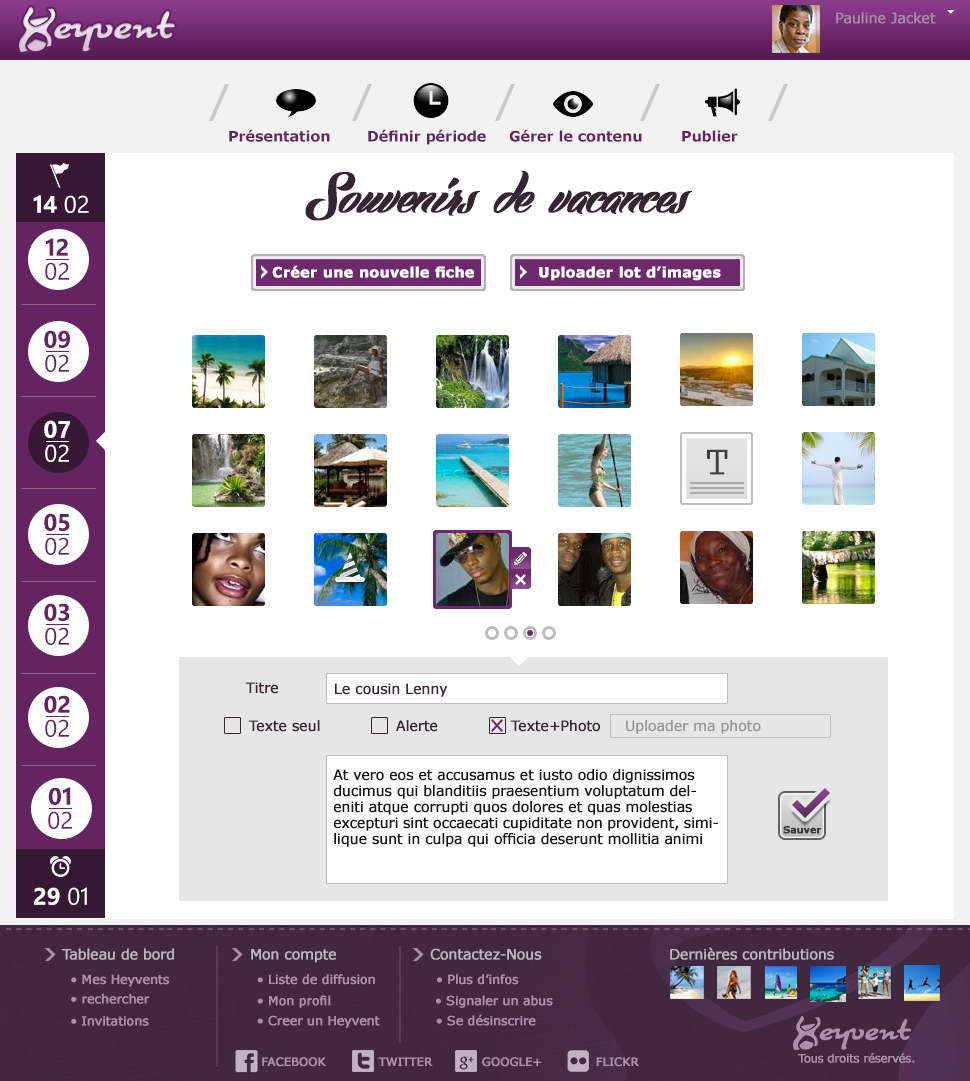 Heyvent
Pauline Jacket
Présentation
Définir période
Gérer le contenu
Publier
14 02
12
02
09
02
07
02
05
02
03
02
02
02
01
02
29 01
Souvenirs de vacances
Créer une nouvelle fiche
Uploader lot d’images
T
Titre
Le cousin Lenny
Texte seul
Alerte
Texte+Photo
Uploader ma photo
At vero eos et accusamus et iusto odio dignissimos
ducimus qui blanditiis praesentium voluptatum del-
eniti atque corrupti quos dolores et quas molestias
excepturi sint occaecati cupiditate non provident, simi-
lique sunt in culpa qui officia deserunt mollitia animi
Sauver
Tableau de bord
• Mes Heyvents
• rechercher
• Invitations
Mon compte
• Liste de diffusion
• Mon profil
• Creer un Heyvent
Contactez-Nous
• Plus d’infos
• Signaler un abus
• Se désinscrire
Dernières contributions
Heyvent
Tous droits réservés.
FACEBOOK
TWITTER
g+ GOOGLE+
FLICKR